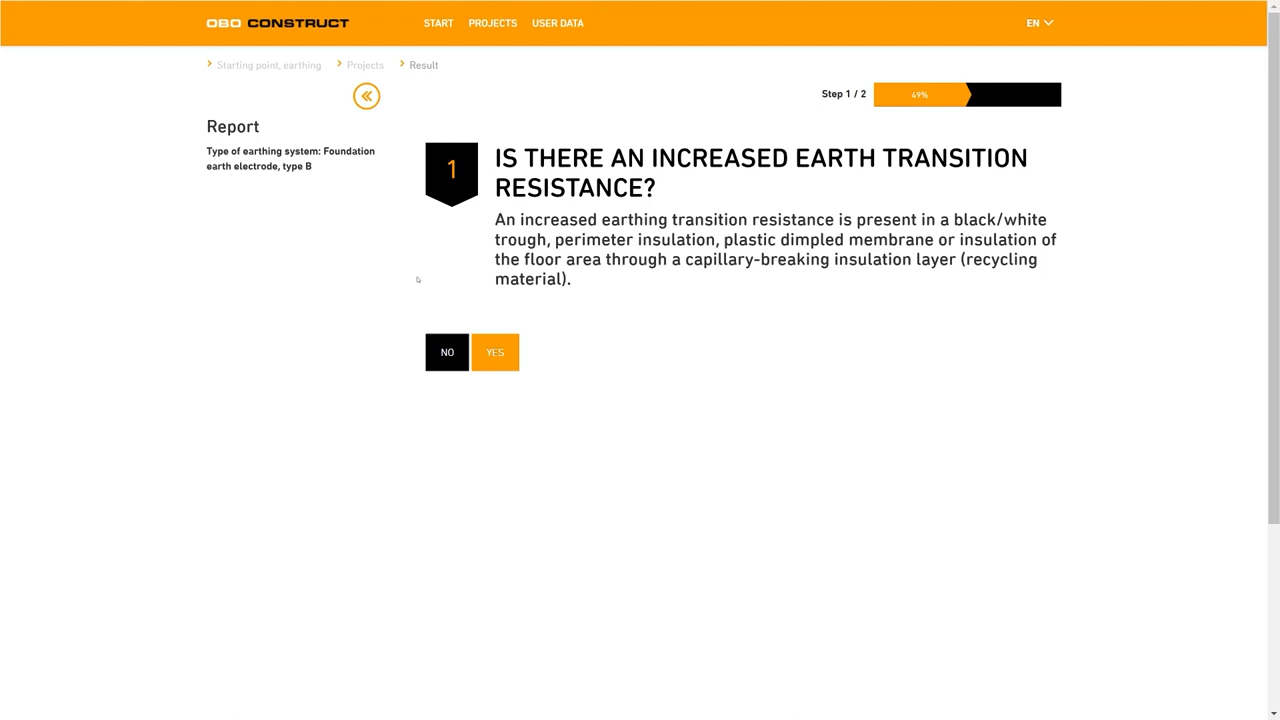 OBO CONSTRUCT START PROJECTS USER DATA EN
Starting point, earthing Projects Result
Step 1 / 2 49%
Report
Type of earthing system: Foundation
earth electrode, type B
1
IS THERE AN INCREASED EARTH TRANSITION
RESISTANCE?
An increased earthing transition resistance is present in a black/white
trough, perimeter insulation, plastic dimpled membrane or insulation of
the floor area through a capillary-breaking insulation layer (recycling
material).
NO YES